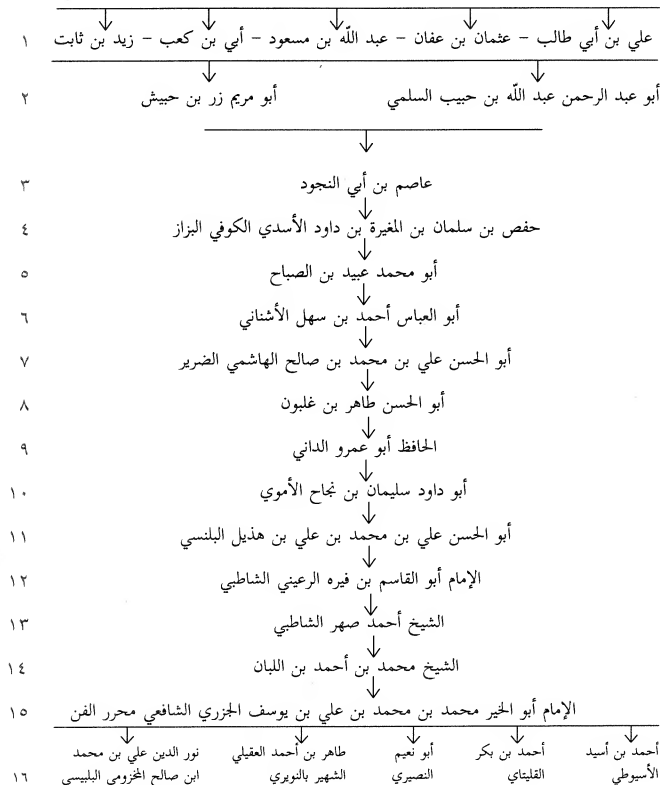 ١ علي بن أبي طالب - عثمان بن عفان - عبد الله بن مسعود - أبي بن كعب - زيد بن ثابت
٢ أبو عبد الرحمن عبد الله بن حبيب السلمي أبو مريم زر بن حبيش
٣ عاصم بن أبي النجود
٤ حفص بن سلمان بن المغيرة بن داود الأسدي الكوفي البزاز
٥ أبو محمد عبيد بن الصباح
٦ أبو العباس أحمد بن سهل الأشناني
٧ أبو الحسن علي بن محمد بن صالح الهاشمي الضرير
٨ أبو الحسن طاهر بن غلبون
٩ الحافظ أبو عمرو الداني
١٠ أبو داود سليمان بن نجاح الأموي
١١ أبو الحسن علي بن محمد بن علي بن هذيل البلنسي
١٢ الإمام أبو القاسم بن فيره الرعيني الشاطبي
١٣ الشيخ أحمد صهر الشاطبي
١٤ الشيخ محمد بن أحمد بن اللبان
١٥ الإمام أبو الخير محمد بن محمد بن علي بن يوسف الجزري الشافعي محرر الفن
أحمد بن أسيد أحمد بن بكر أبو نعيم طاهر بن أحمد العقيلي نور الدين علي بن محمد
١٦ الأسيوطي القليتاي النصيري الشهير بالنويري ابن صالح المخزومي البلبيسي